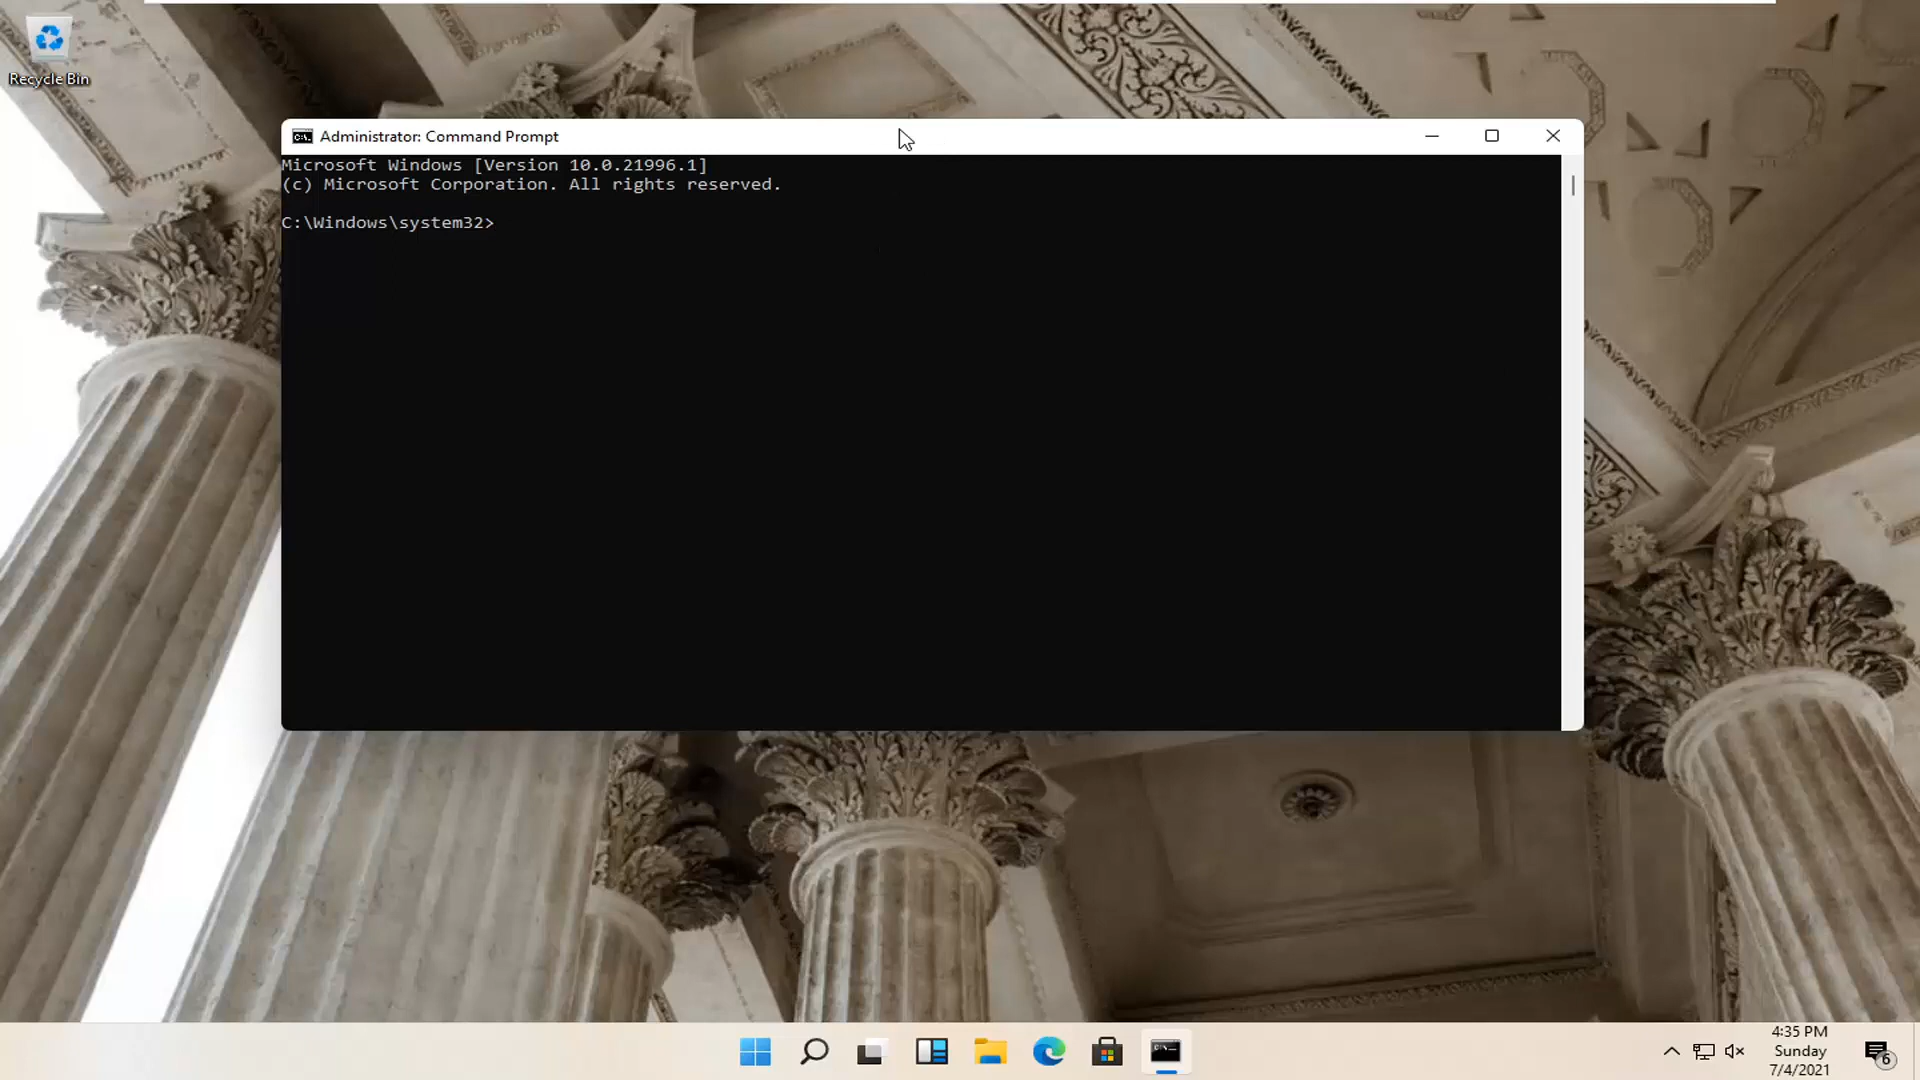 Recycle Bin
Administrator: Command Prompt
Microsoft Windows [Version 10.0.21996.1]
(c) Microsoft Corporation. All rights reserved.
C:\Windows\system32>
4:35 PM
Sunday
7/4/2021
6